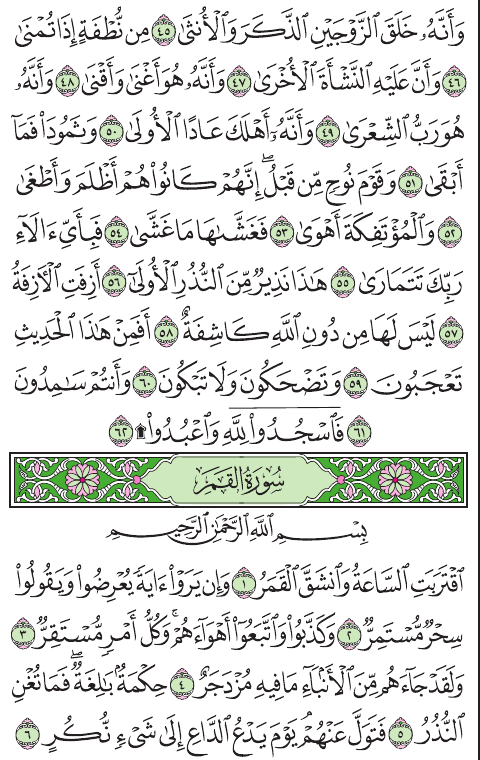 وَأَنَّهُۥ خَلَقَ ٱلزَّوْجَيْنِ ٱلذَّكَرَ وَٱلْأُنثَىٰ ٤٥ مِن نُّطْفَةٍ إِذَا تُمْنَىٰ
٤٦ وَأَنَّ عَلَيْهِ ٱلنَّشْأَةَ ٱلْأُخْرَىٰ ٤٧ وَأَنَّهُۥ هُوَ أَغْنَىٰ وَأَقْنَىٰ ٤٨ وَأَنَّهُۥ
هُوَ رَبُّ ٱلشِّعْرَىٰ ٤٩ وَأَنَّهُۥٓ أَهْلَكَ عَادًا ٱلْأُولَىٰ ٥٠ وَثَمُودَا۟ فَمَآ
أَبْقَىٰ ٥١ وَقَوْمَ نُوحٍ مِّن قَبْلُ ۖ إِنَّهُمْ كَانُوا۟ هُمْ أَظْلَمَ وَأَطْغَىٰ
٥٢ وَٱلْمُؤْتَفِكَةَ أَهْوَىٰ ٥٣ فَغَشَّىٰهَا مَا غَشَّىٰ ٥٤ فَبِأَىِّ ءَالَآءِ
رَبِّكَ تَتَمَارَىٰ ٥٥ هَٰذَا نَذِيرٌ مِّنَ ٱلنُّذُرِ ٱلْأُولَىٰٓ ٥٦ أَزِفَتِ ٱلْءَازِفَةُ
٥٧ لَيْسَ لَهَا مِن دُونِ ٱللَّهِ كَاشِفَةٌ ٥٨ أَفَمِنْ هَٰذَا ٱلْحَدِيثِ
تَعْجَبُونَ ٥٩ وَتَضْحَكُونَ وَلَا تَبْكُونَ ٦٠ وَأَنتُمْ سَٰمِدُونَ
٦١ فَٱسْجُدُوا۟ لِلَّهِ وَٱعْبُدُوا۟ ۩ ٦٢
سُورَةُ القَمَرِ
بِسْمِ ٱللَّهِ ٱلرَّحْمَٰنِ ٱلرَّحِيمِ
ٱقْتَرَبَتِ ٱلسَّاعَةُ وَٱنشَقَّ ٱلْقَمَرُ ١ وَإِن يَرَوْا۟ ءَايَةً يُعْرِضُوا۟ وَيَقُولُوا۟
سِحْرٌ مُّسْتَمِرٌّ ٢ وَكَذَّبُوا۟ وَٱتَّبَعُوٓا۟ أَهْوَآءَهُمْ ۚ وَكُلُّ أَمْرٍ مُّسْتَقِرٌّ ٣
وَلَقَدْ جَآءَهُم مِّنَ ٱلْأَنۢبَآءِ مَا فِيهِ مُزْدَجَرٌ ٤ حِكْمَةٌۢ بَٰلِغَةٌ ۖ فَمَا تُغْنِ
ٱلنُّذُرُ ٥ فَتَوَلَّ عَنْهُمْ ۘ يَوْمَ يَدْعُ ٱلدَّاعِ إِلَىٰ شَىْءٍ نُّكُرٍ ٦